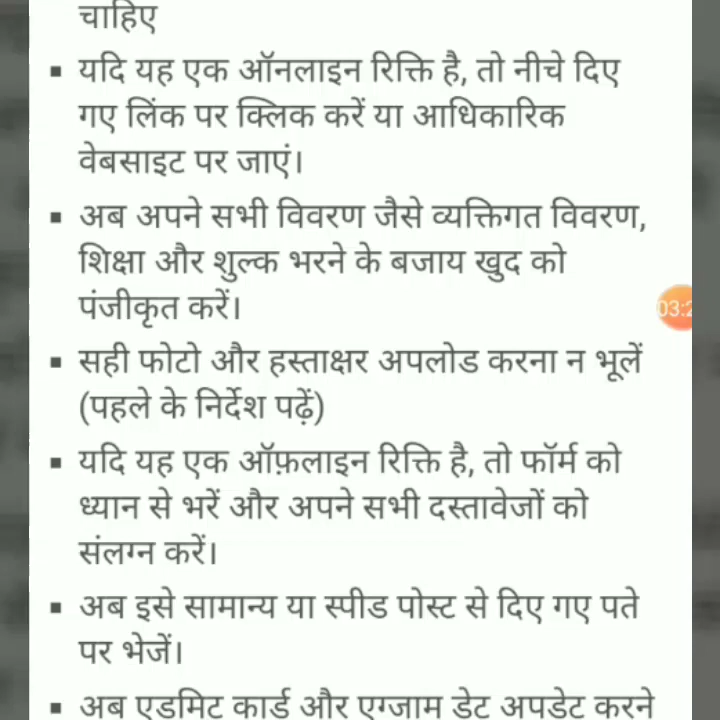 चाहिए
▪ यदि यह एक ऑनलाइन रिक्ति है, तो नीचे दिए
गए लिंक पर क्लिक करें या आधिकारिक
वेबसाइट पर जाएं।
▪ अब अपने सभी विवरण जैसे व्यक्तिगत विवरण,
शिक्षा और शुल्क भरने के बजाय खुद को
पंजीकृत करें।
03:2
▪ सही फोटो और हस्ताक्षर अपलोड करना न भूलें
(पहले के निर्देश पढ़ें)
▪ यदि यह एक ऑफ़लाइन रिक्ति है, तो फॉर्म को
ध्यान से भरें और अपने सभी दस्तावेजों को
संलग्न करें।
▪ अब इसे सामान्य या स्पीड पोस्ट से दिए गए पते
पर भेजें।
▪ अब एडमिट कार्ड और एग्जाम डेट अपडेट करने